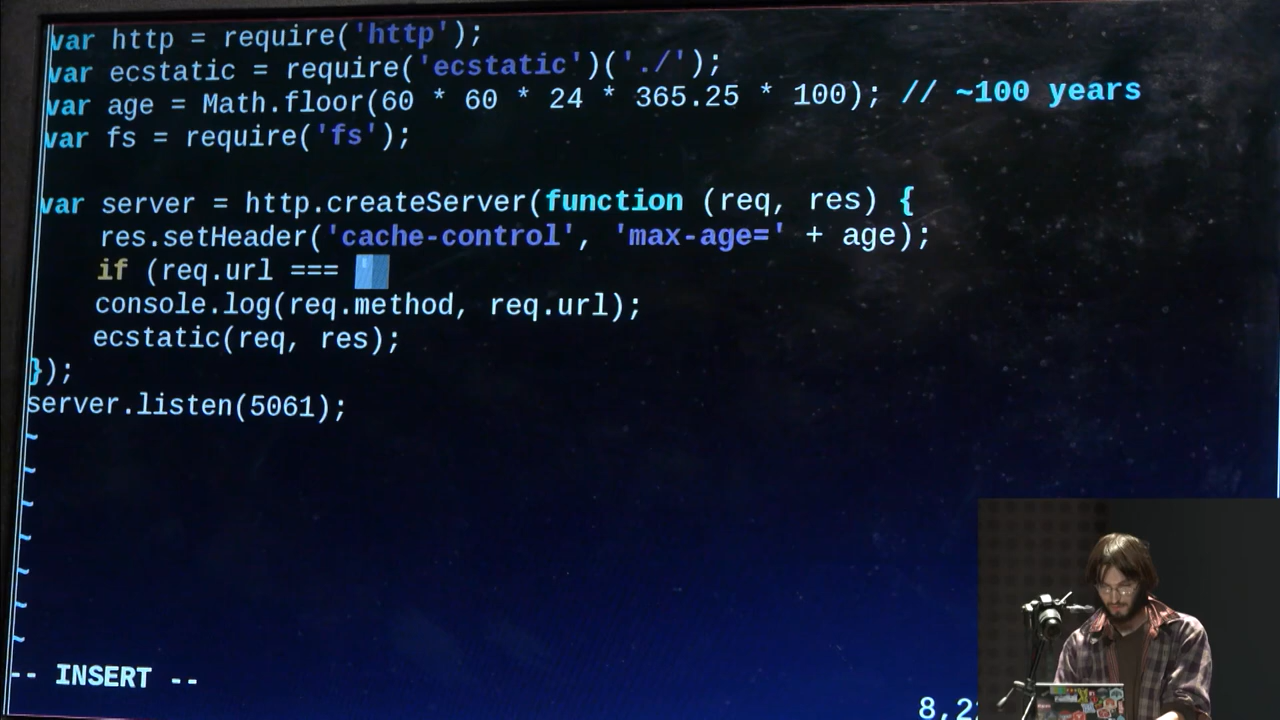 var http = require('http');
var ecstatic = require('ecstatic')('./');
var age = Math.floor(60 * 60 * 24 * 365.25 * 100); // ~100 years
var fs = require('fs');
var server = http.createServer(function (req, res) {
res.setHeader('cache-control', 'max-age=' + age);
if (req.url === '
console.log(req.method, req.url);
ecstatic(req, res);
});
server.listen(5061);
~
~
~
~
~
~
~
-- INSERT --